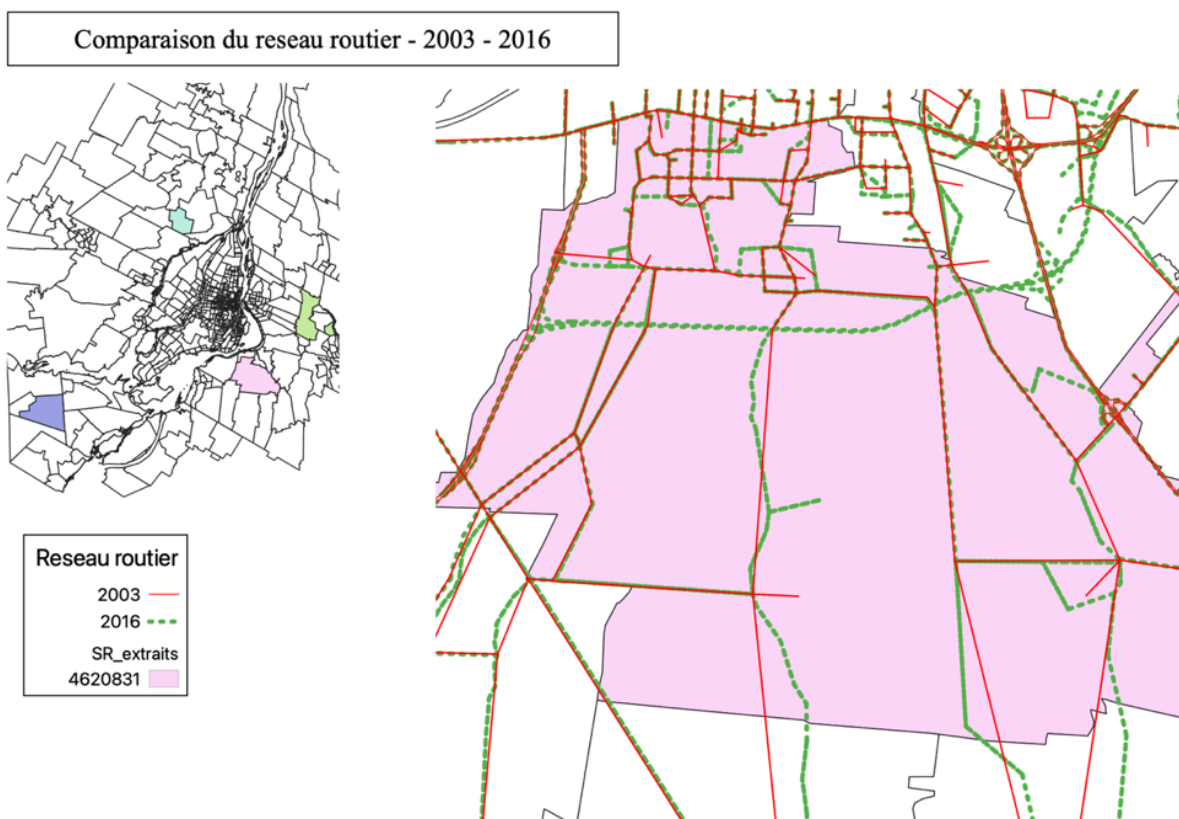 Comparaison du reseau routier - 2003 - 2016
Reseau routier
2003
2016
SR_extraits
4620831